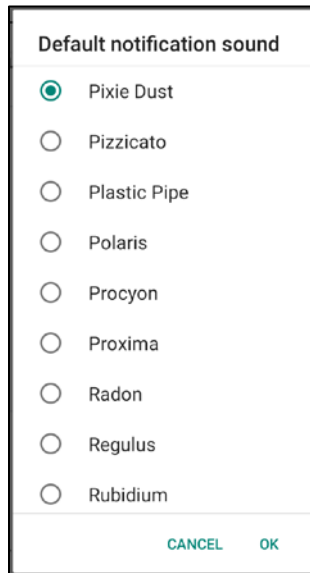 Default notification sound
Pixie Dust
Pizzicato
Plastic Pipe
Polaris
Procyon
Proxima
Radon
Regulus
Rubidium
CANCEL OK